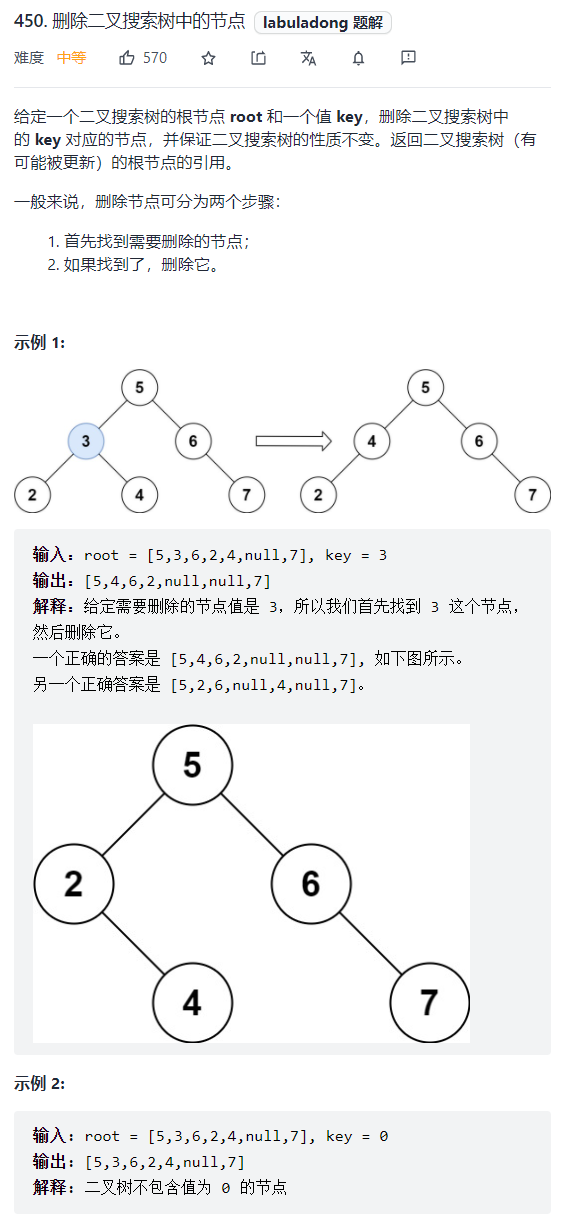 450. 删除二叉搜索树中的节点 labuladong 题解
难度 中等 570
给定一个二叉搜索树的根节点 root 和一个值 key，删除二叉搜索树中
的 key 对应的节点，并保证二叉搜索树的性质不变。返回二叉搜索树（有
可能被更新）的根节点的引用。
一般来说，删除节点可分为两个步骤：
1. 首先找到需要删除的节点；
2. 如果找到了，删除它。
示例 1:
5 5
3 6 4 6
2 4 7 2 7
输入：root = [5,3,6,2,4,null,7], key = 3
输出：[5,4,6,2,null,null,7]
解释：给定需要删除的节点值是 3，所以我们首先找到 3 这个节点，
然后删除它。
一个正确的答案是 [5,4,6,2,null,null,7], 如下图所示。
另一个正确答案是 [5,2,6,null,4,null,7]。
5
2 6
4 7
示例 2:
输入: root = [5,3,6,2,4,null,7], key = 0
输出: [5,3,6,2,4,null,7]
解释: 二叉树不包含值为 0 的节点